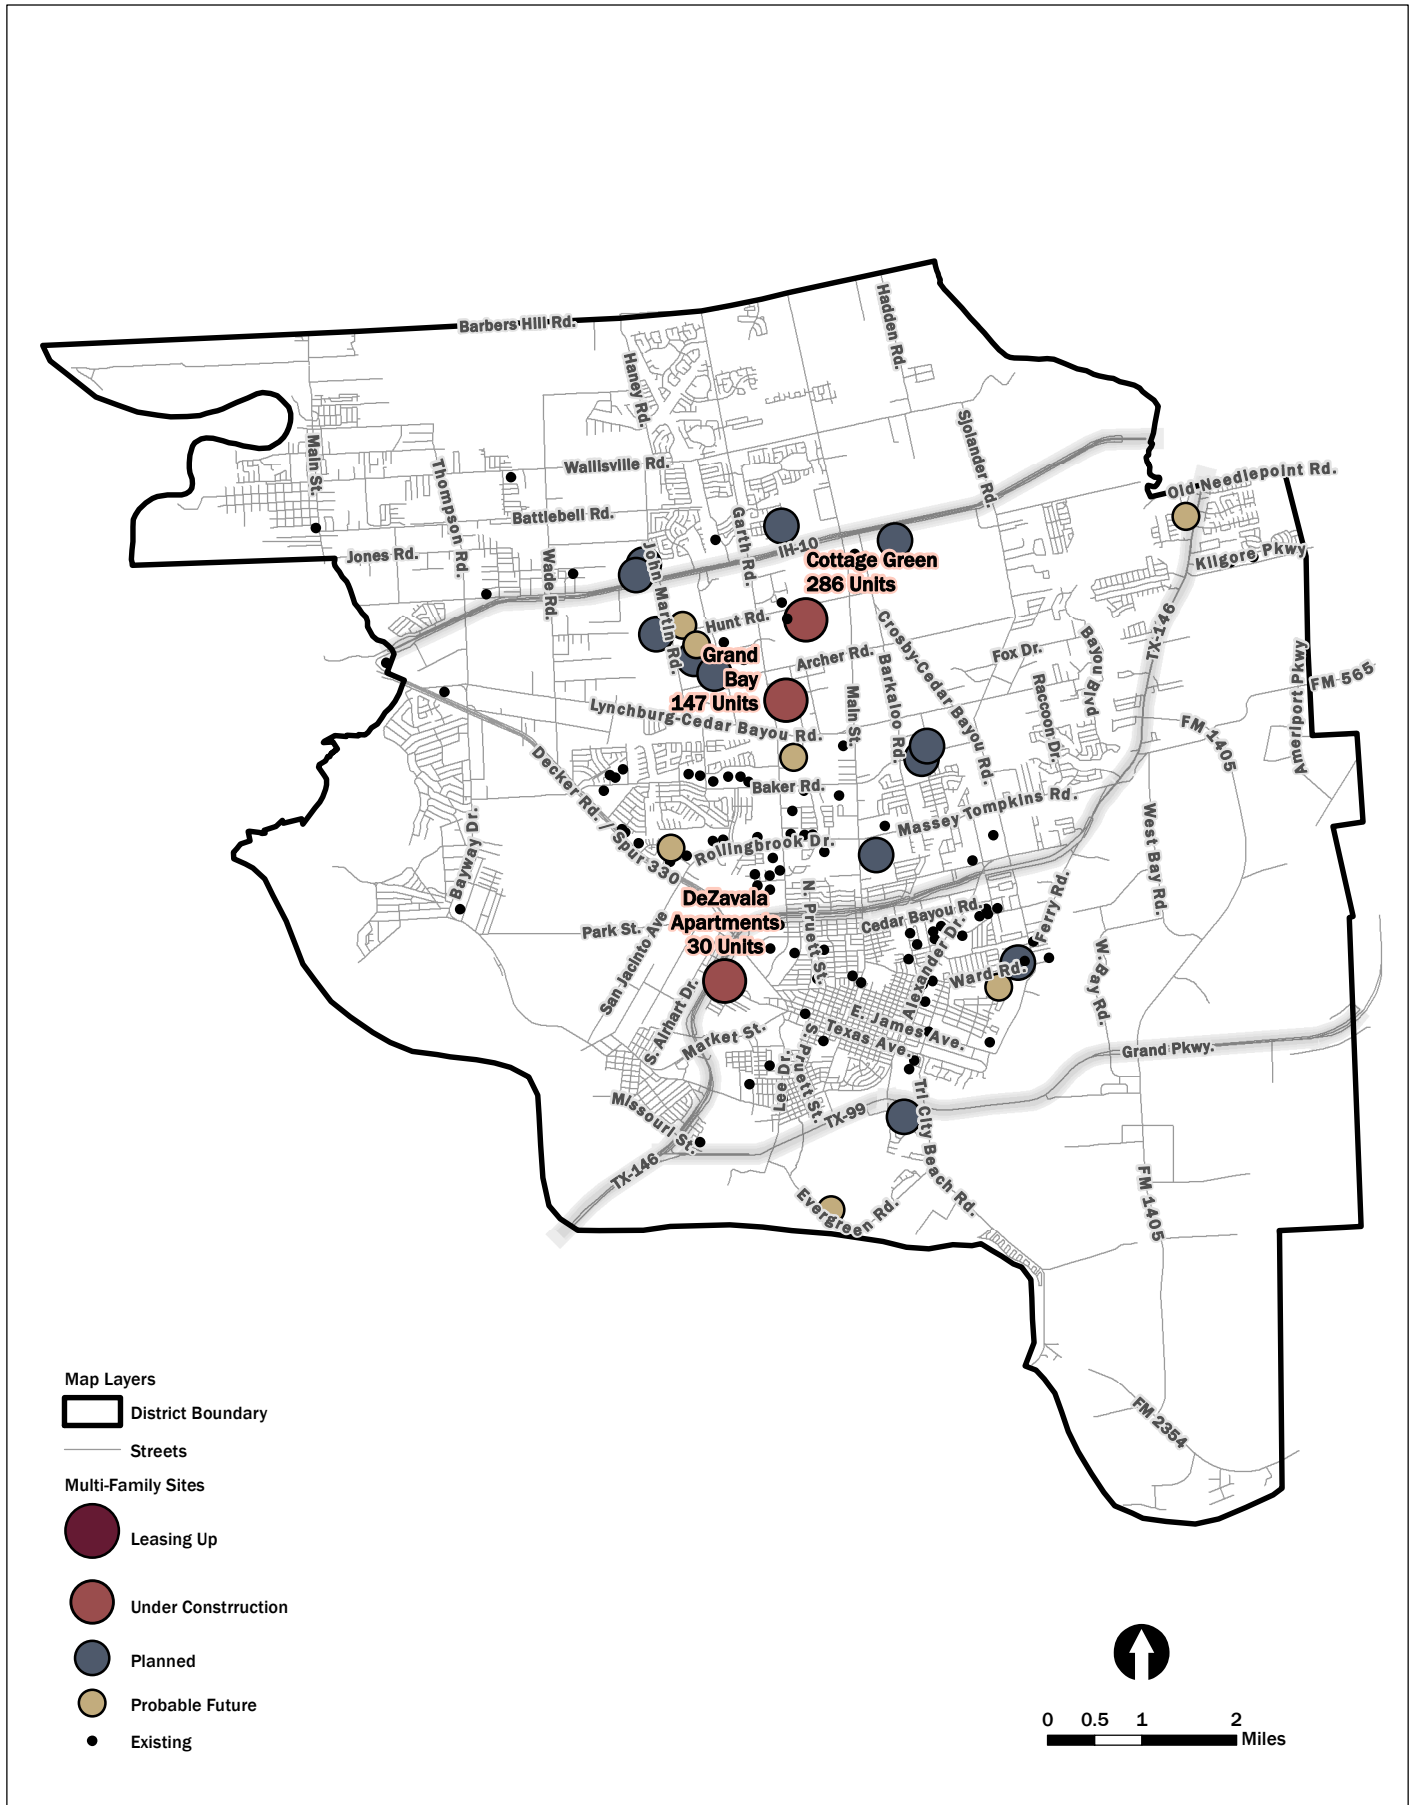 Barbers Hill Rd.
Hadden Rd.
Haney Rd.
Sjolander Rd.
Main St.
Thompson Rd.
Wallisville Rd.
Old Needlepoint Rd.
Battlebell Rd.
Garth Rd.
Jones Rd.
Wade Rd.
John Martin Rd.
IH-10
Kilgore Pkwy
Cottage Green
286 Units
Hunt Rd.
Crosby-Cedar Bayou Rd.
TX-146
Bayou Blvd
Archer Rd.
Barkaloo Rd.
Fox Dr.
Raccoon Dr.
Ameriport Pkwy
FM 565
Grand
Bay
147 Units
Main St.
Lynchburg-Cedar Bayou Rd.
FM 1405
Decker Rd. / Spur 330
Baker Rd.
Massey Tompkins Rd.
West Bay Rd.
Bayway Dr.
Rollingbrook Dr.
DeZavala
Apartments
30 Units
N. Pruett St.
Cedar Bayou Rd.
Ferry Rd.
Park St.
San Jacinto Ave
Alexander Dr.
Ward Rd.
W. Bay Rd.
S. Airhart Dr.
Market St.
E. James Ave.
Texas Ave.
S. Pruett St.
Lee Dr.
Grand Pkwy.
Missouri St.
TX-99
Tri City Beach Rd.
TX-146
Evergreen Rd.
FM 1405
FM 2354
Map Layers
District Boundary
Streets
Multi-Family Sites
Leasing Up
Under Constrruction
Planned
Probable Future
Existing
0 0.5 1 2
Miles